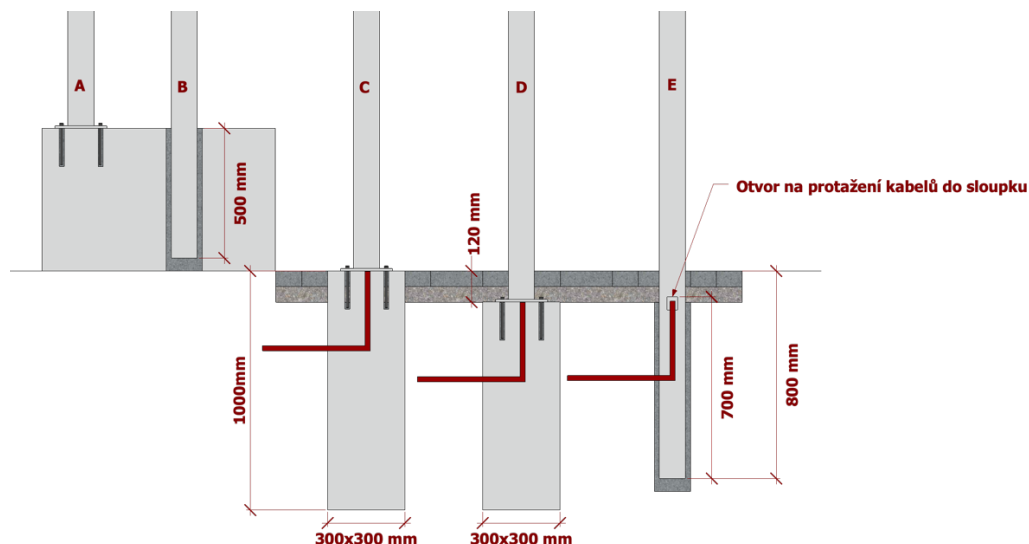 A
B
C
D
E
500 mm
120 mm
Otvor na protažení kabelů do sloupku
1000mm
700 mm
800 mm
300x300 mm
300x300 mm